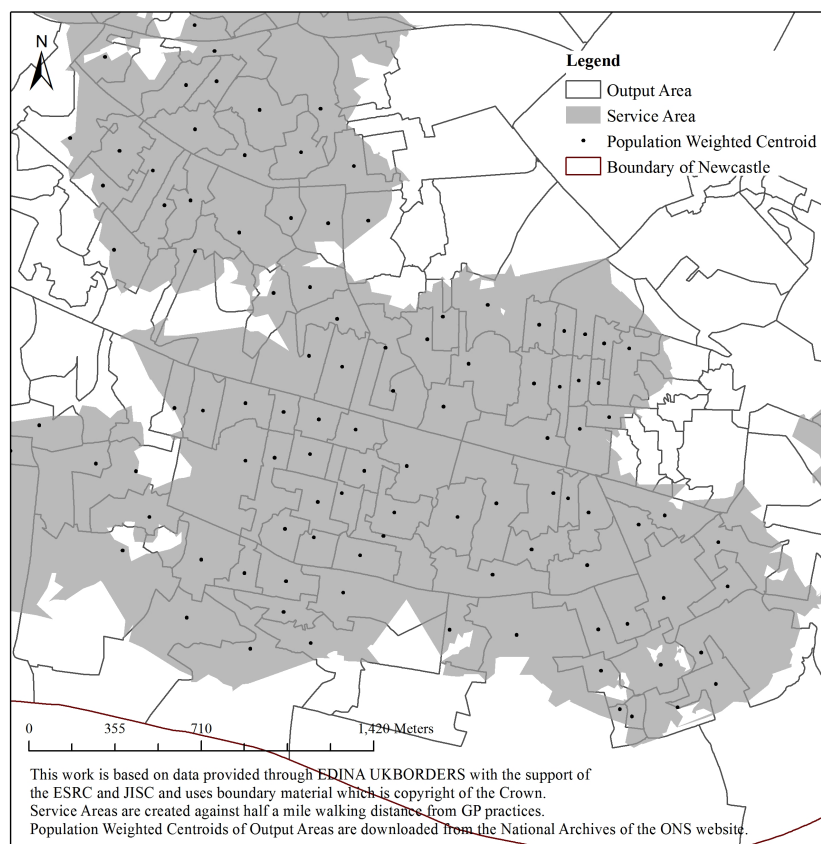 N
Legend
Output Area
Service Area
Population Weighted Centroid
Boundary of Newcastle
0 355 710 1,420 Meters
This work is based on data provided through EDINA UKBORDERS with the support of
the ESRC and JISC and uses boundary material which is copyright of the Crown.
Service Areas are created against half a mile walking distance from GP practices.
Population Weighted Centroids of Output Areas are downloaded from the National Archives of the ONS website.